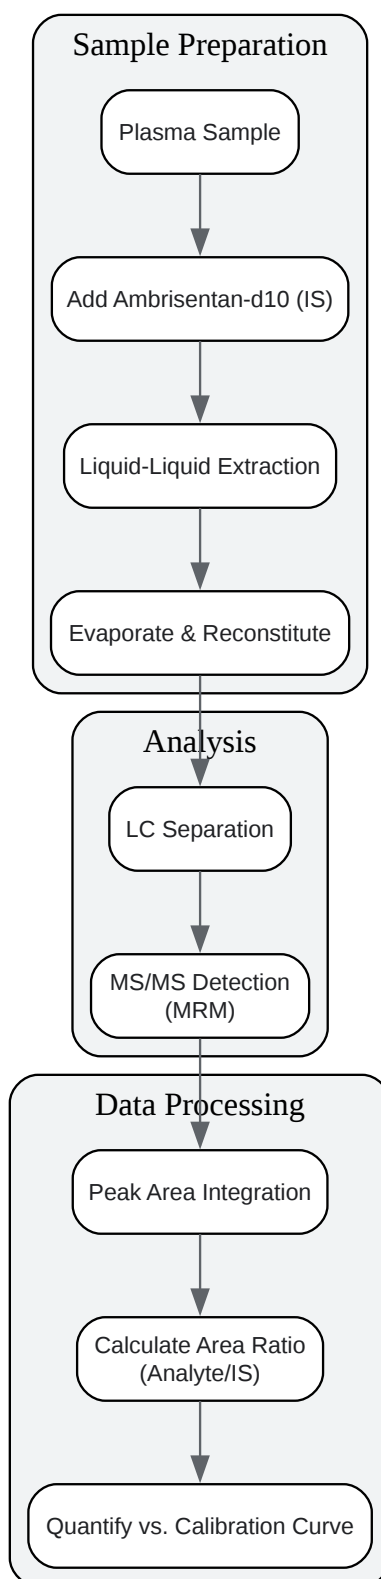 Sample Preparation
Plasma Sample
Add Ambrisentan-d10 (IS)
Liquid-Liquid Extraction
Evaporate & Reconstitute
Analysis
LC Separation
MS/MS Detection
(MRM)
Data Processing
Peak Area Integration
Calculate Area Ratio
(Analyte/IS)
Quantify vs. Calibration Curve